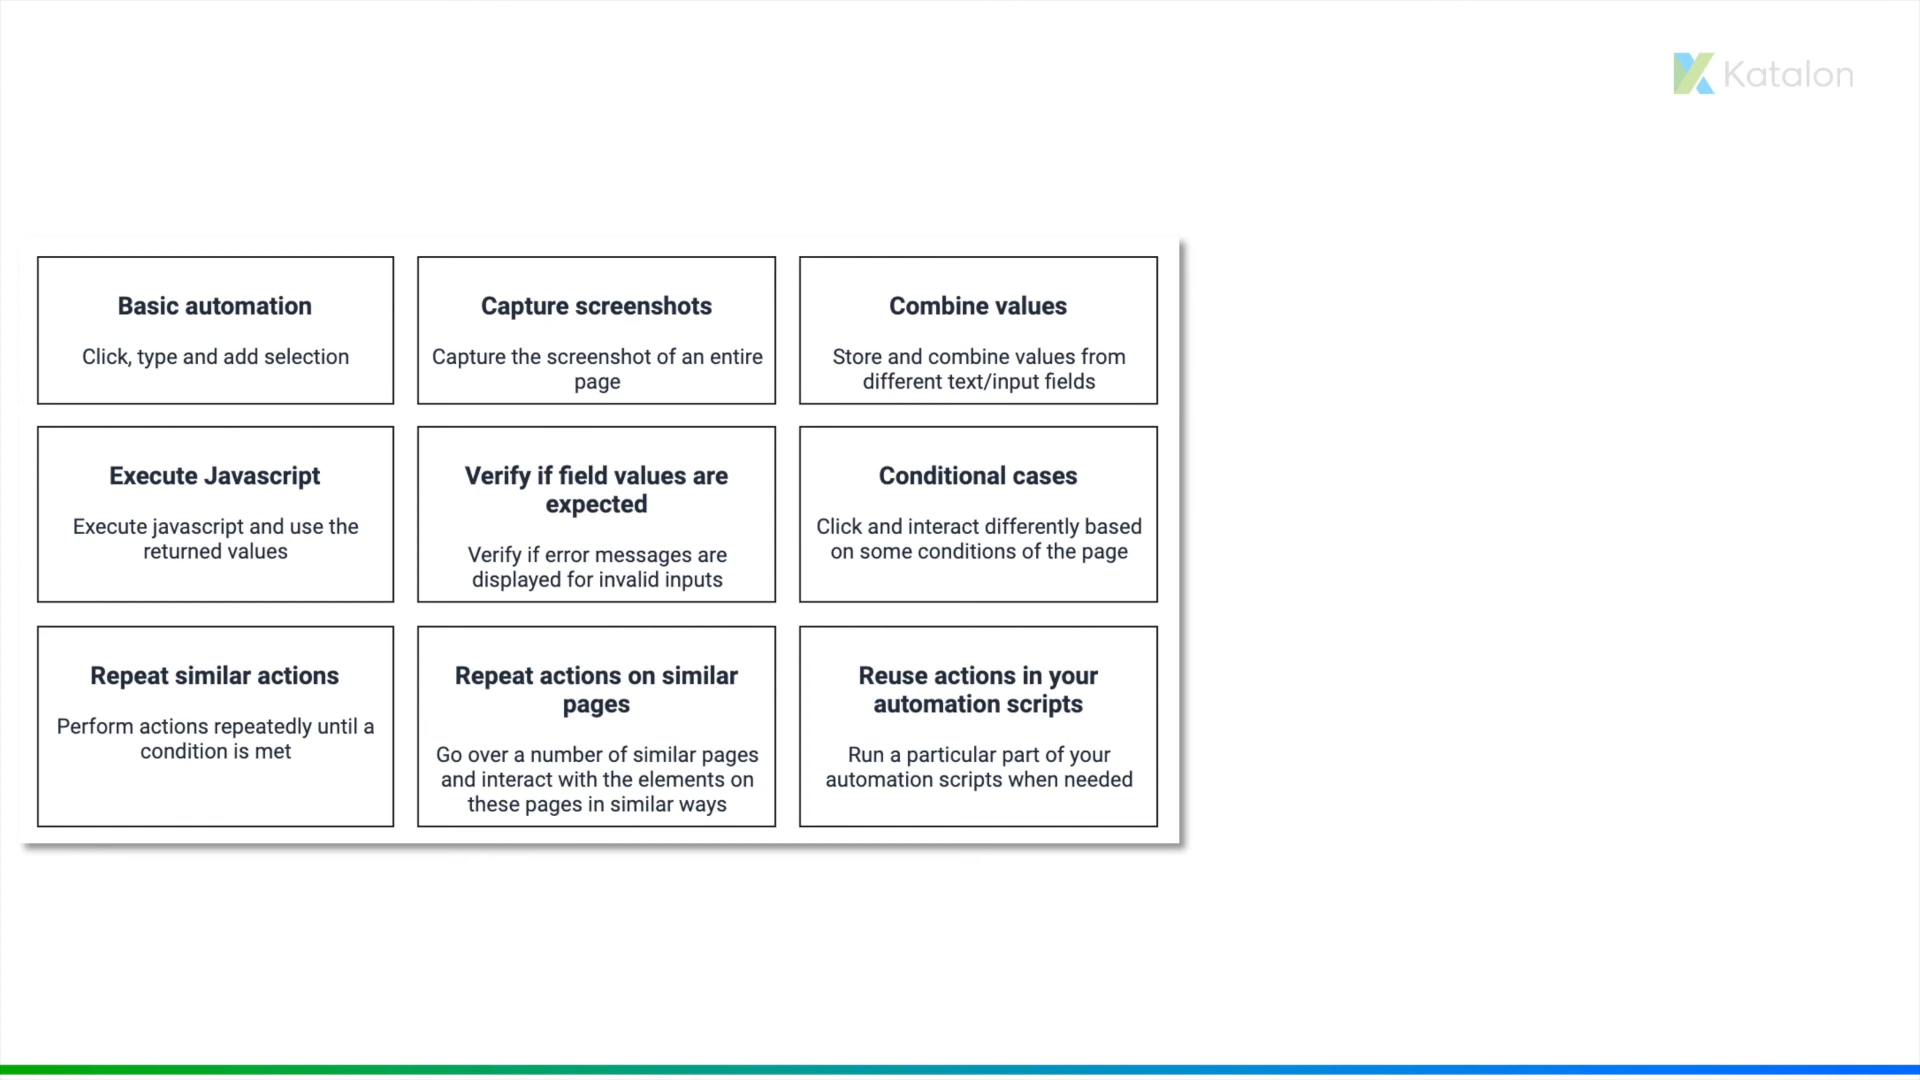 Katalon
Basic automation
Click, type and add selection
Capture screenshots
Capture the screenshot of an entire
page
Combine values
Store and combine values from
different text/input fields
Execute Javascript
Execute javascript and use the
returned values
Verify if field values are
expected
Verify if error messages are
displayed for invalid inputs
Conditional cases
Click and interact differently based
on some conditions of the page
Repeat similar actions
Perform actions repeatedly until a
condition is met
Repeat actions on similar
pages
Go over a number of similar pages
and interact with the elements on
these pages in similar ways
Reuse actions in your
automation scripts
Run a particular part of your
automation scripts when needed